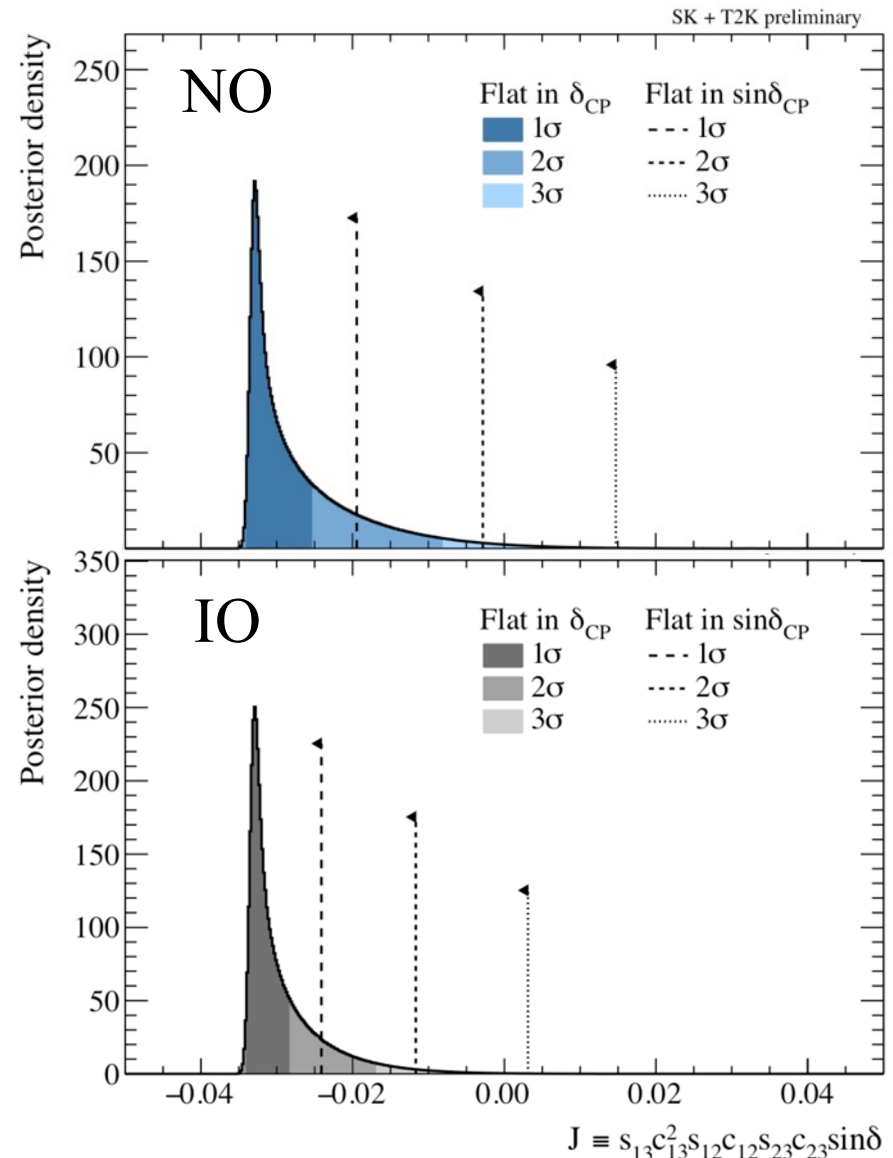 SK + T2K preliminary
Posterior density
NO
Flat in δCP
1σ
2σ
3σ
Flat in sinδCP
1σ
2σ
3σ
250
200
150
100
50
Posterior density
IO
Flat in δCP
1σ
2σ
3σ
Flat in sinδCP
1σ
2σ
3σ
350
300
250
200
150
100
50
0
−0.04 −0.02 0.00 0.02 0.04
J ≡ s₁₃c²₁₃s₁₂c₁₂s₂₃c₂₃sinδ